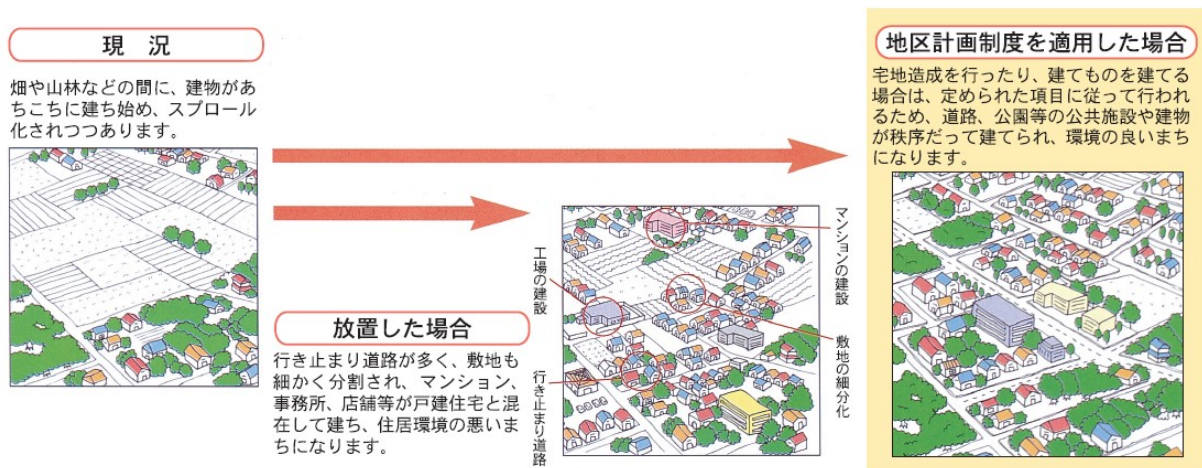 現 況
畑や山林などの間に、建物があ
ちこちに建ち始め、スプロール
化されつつあります。
放置した場合
行き止まり道路が多く、敷地も
細かく分割され、マンション、
事務所、店舗等が戸建住宅と混
在して建ち、住居環境の悪いま
ちになります。
工場の建設
行き止まり道路
マンションの建設
敷地の細分化
地区計画制度を適用した場合
宅地造成を行ったり、建てものを建てる
場合は、定められた項目に従って行われ
るため、道路、公園等の公共施設や建物
が秩序だって建てられ、環境の良いまち
になります。